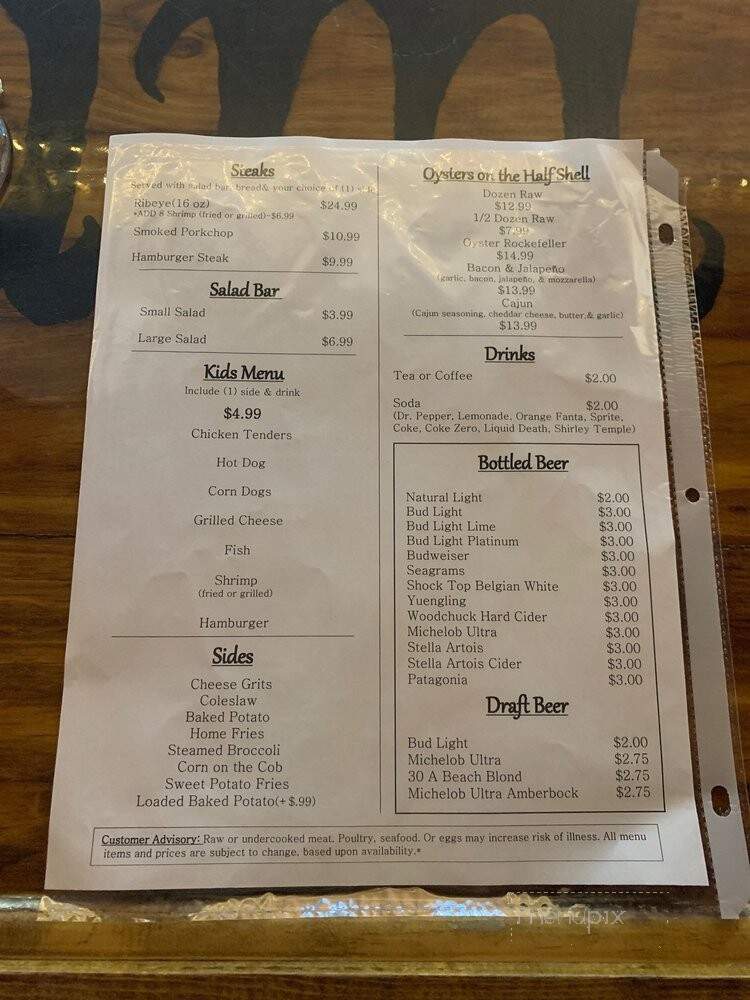 Steaks
Served with salad bar, bread& your choice of (1) side
Ribeye(16 oz) $24.99
*ADD 8 Shrimp (fried or grilled)-$6.99
Smoked Porkchop $10.99
Hamburger Steak $9.99
Salad Bar
Small Salad $3.99
Large Salad $6.99
Kids Menu
Include (1) side & drink
$4.99
Chicken Tenders
Hot Dog
Corn Dogs
Grilled Cheese
Fish
Shrimp
(fried or grilled)
Hamburger
Sides
Cheese Grits
Coleslaw
Baked Potato
Home Fries
Steamed Broccoli
Corn on the Cob
Sweet Potato Fries
Loaded Baked Potato(+$.99)
Oysters on the Half Shell
Dozen Raw
$12.99
1/2 Dozen Raw
$7.99
Oyster Rockefeller
$14.99
Bacon & Jalapeño
(garlic, bacon, jalapeño, & mozzarella)
$13.99
Cajun
(Cajun seasoning, cheddar cheese, butter,& garlic)
$13.99
Drinks
Tea or Coffee $2.00
Soda $2.00
(Dr. Pepper, Lemonade, Orange Fanta, Sprite,
Coke, Coke Zero, Liquid Death, Shirley Temple)
Bottled Beer
Natural Light $2.00
Bud Light $3.00
Bud Light Lime $3.00
Bud Light Platinum $3.00
Budweiser $3.00
Seagrams $3.00
Shock Top Belgian White $3.00
Yuengling $3.00
Woodchuck Hard Cider $3.00
Michelob Ultra $3.00
Stella Artois $3.00
Stella Artois Cider $3.00
Patagonia $3.00
Draft Beer
Bud Light $2.00
Michelob Ultra $2.75
30 A Beach Blond $2.75
Michelob Ultra Amberbock $2.75
Customer Advisory: Raw or undercooked meat. Poultry, seafood. Or eggs may increase risk of illness. All menu
items and prices are subject to change, based upon availability.*
menupix